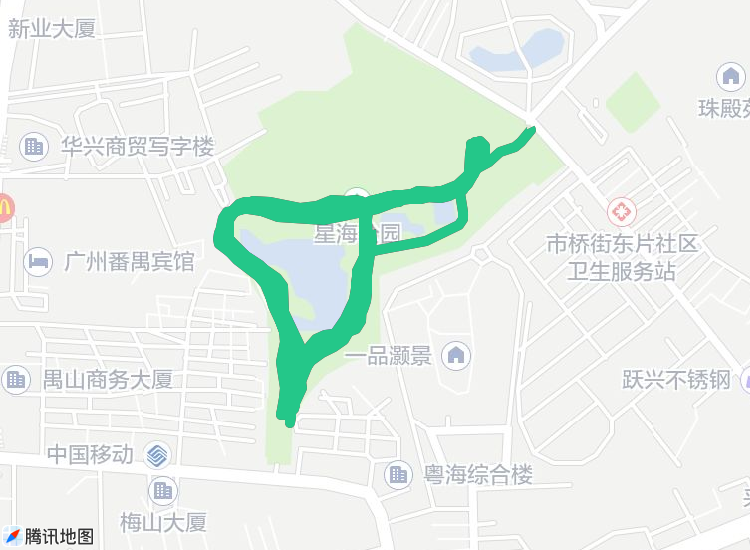 新业大厦
珠殿苑
华兴商贸写字楼
星海公园
市桥街东片社区
卫生服务站
广州番禺宾馆
一品灏景
禺山商务大厦
跃兴不锈钢
中国移动
粤海综合楼
梅山大厦
腾讯地图